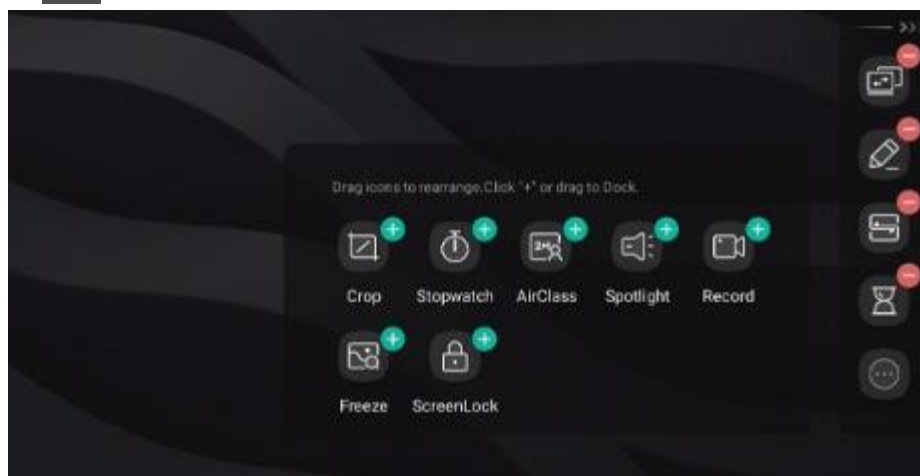 Drag icons to rearrange.Click "+" or drag to Dock.
Crop Stopwatch AirClass Spotlight Record
Freeze ScreenLock